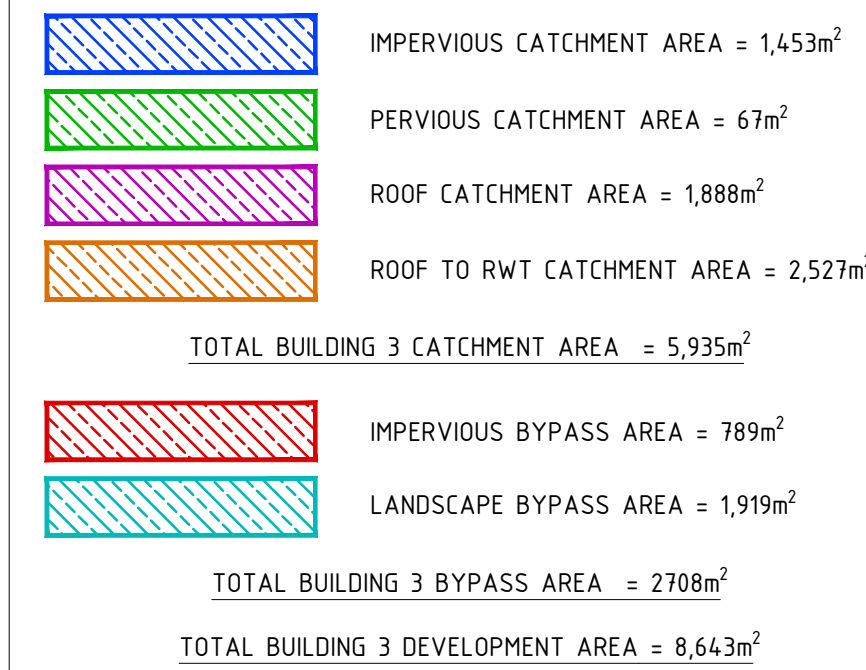 IMPERVIOUS CATCHMENT AREA = 1,453m²
PERVIOUS CATCHMENT AREA = 67m²
ROOF CATCHMENT AREA = 1,888m²
ROOF TO RWT CATCHMENT AREA = 2,527m²
TOTAL BUILDING 3 CATCHMENT AREA = 5,935m²
IMPERVIOUS BYPASS AREA = 789m²
LANDSCAPE BYPASS AREA = 1,919m²
TOTAL BUILDING 3 BYPASS AREA = 2708m²
TOTAL BUILDING 3 DEVELOPMENT AREA = 8,643m²